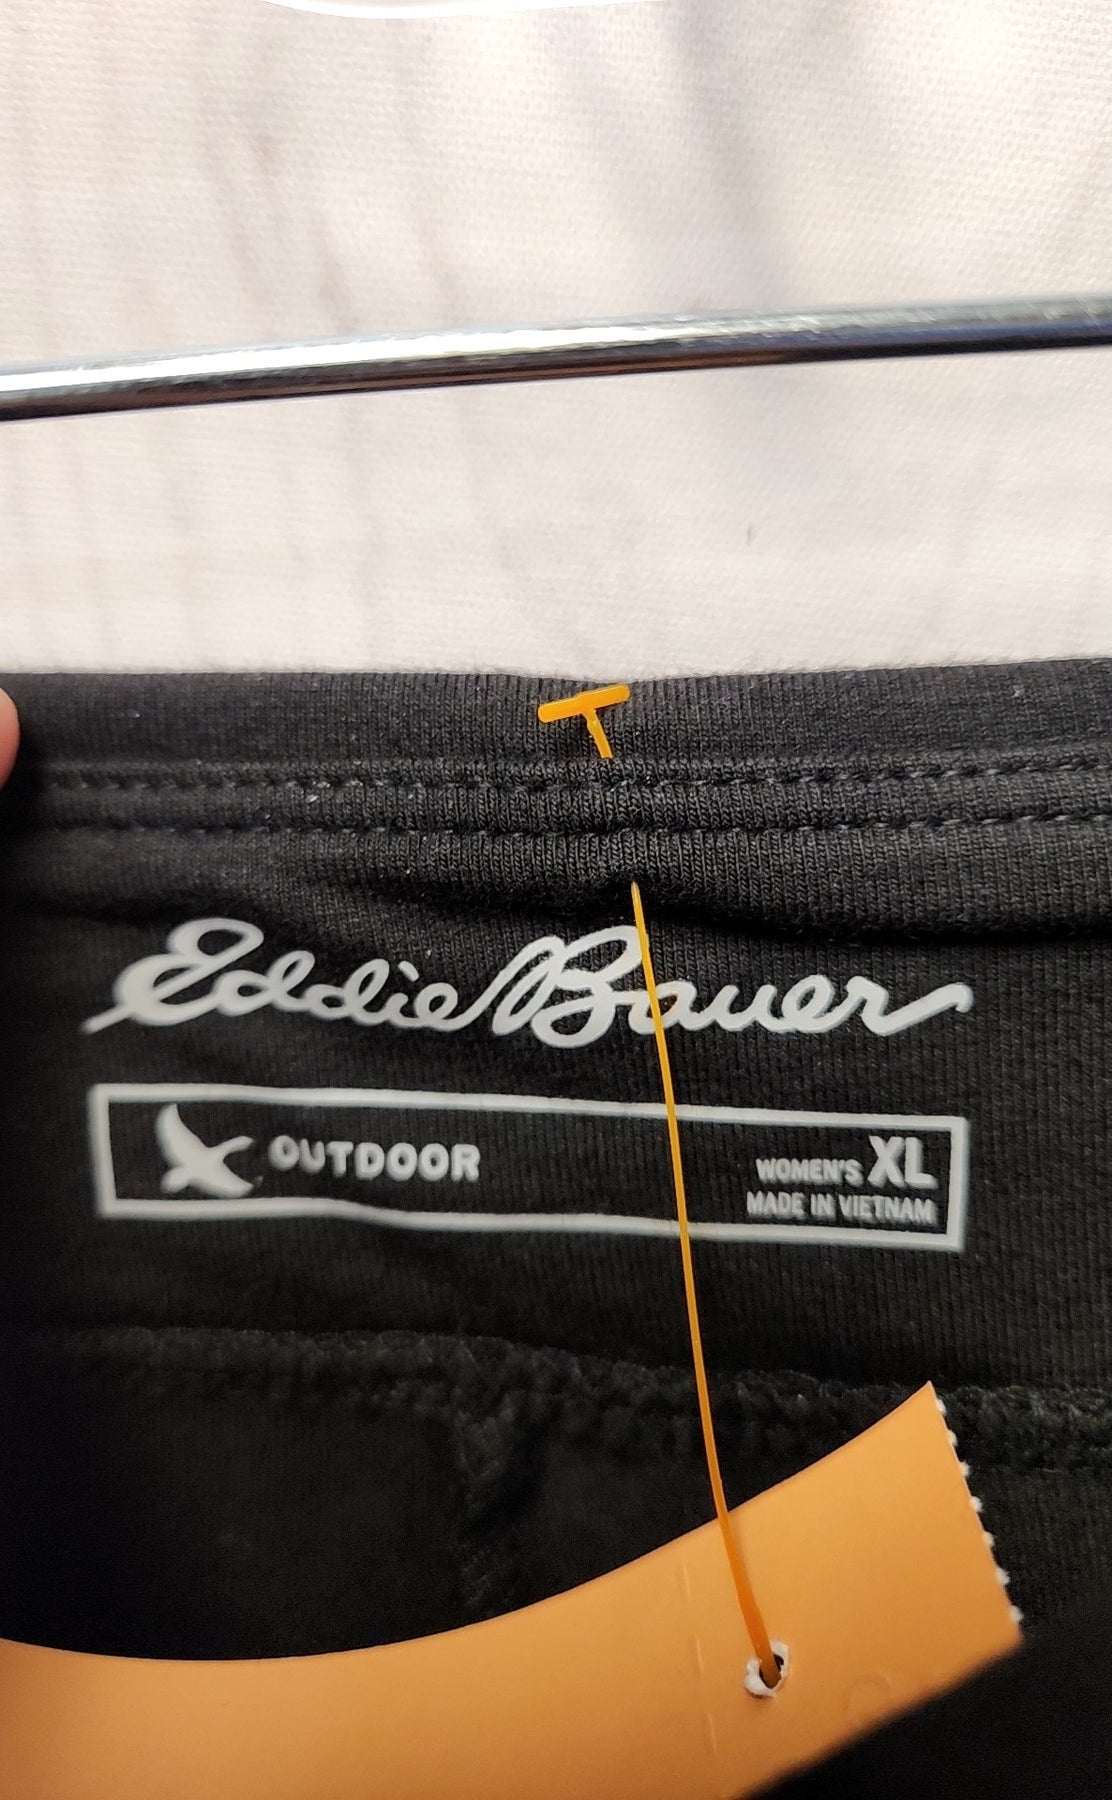 Eddie Bauer
OUTDOOR
WOMEN'S XL
MADE IN VIETNAM